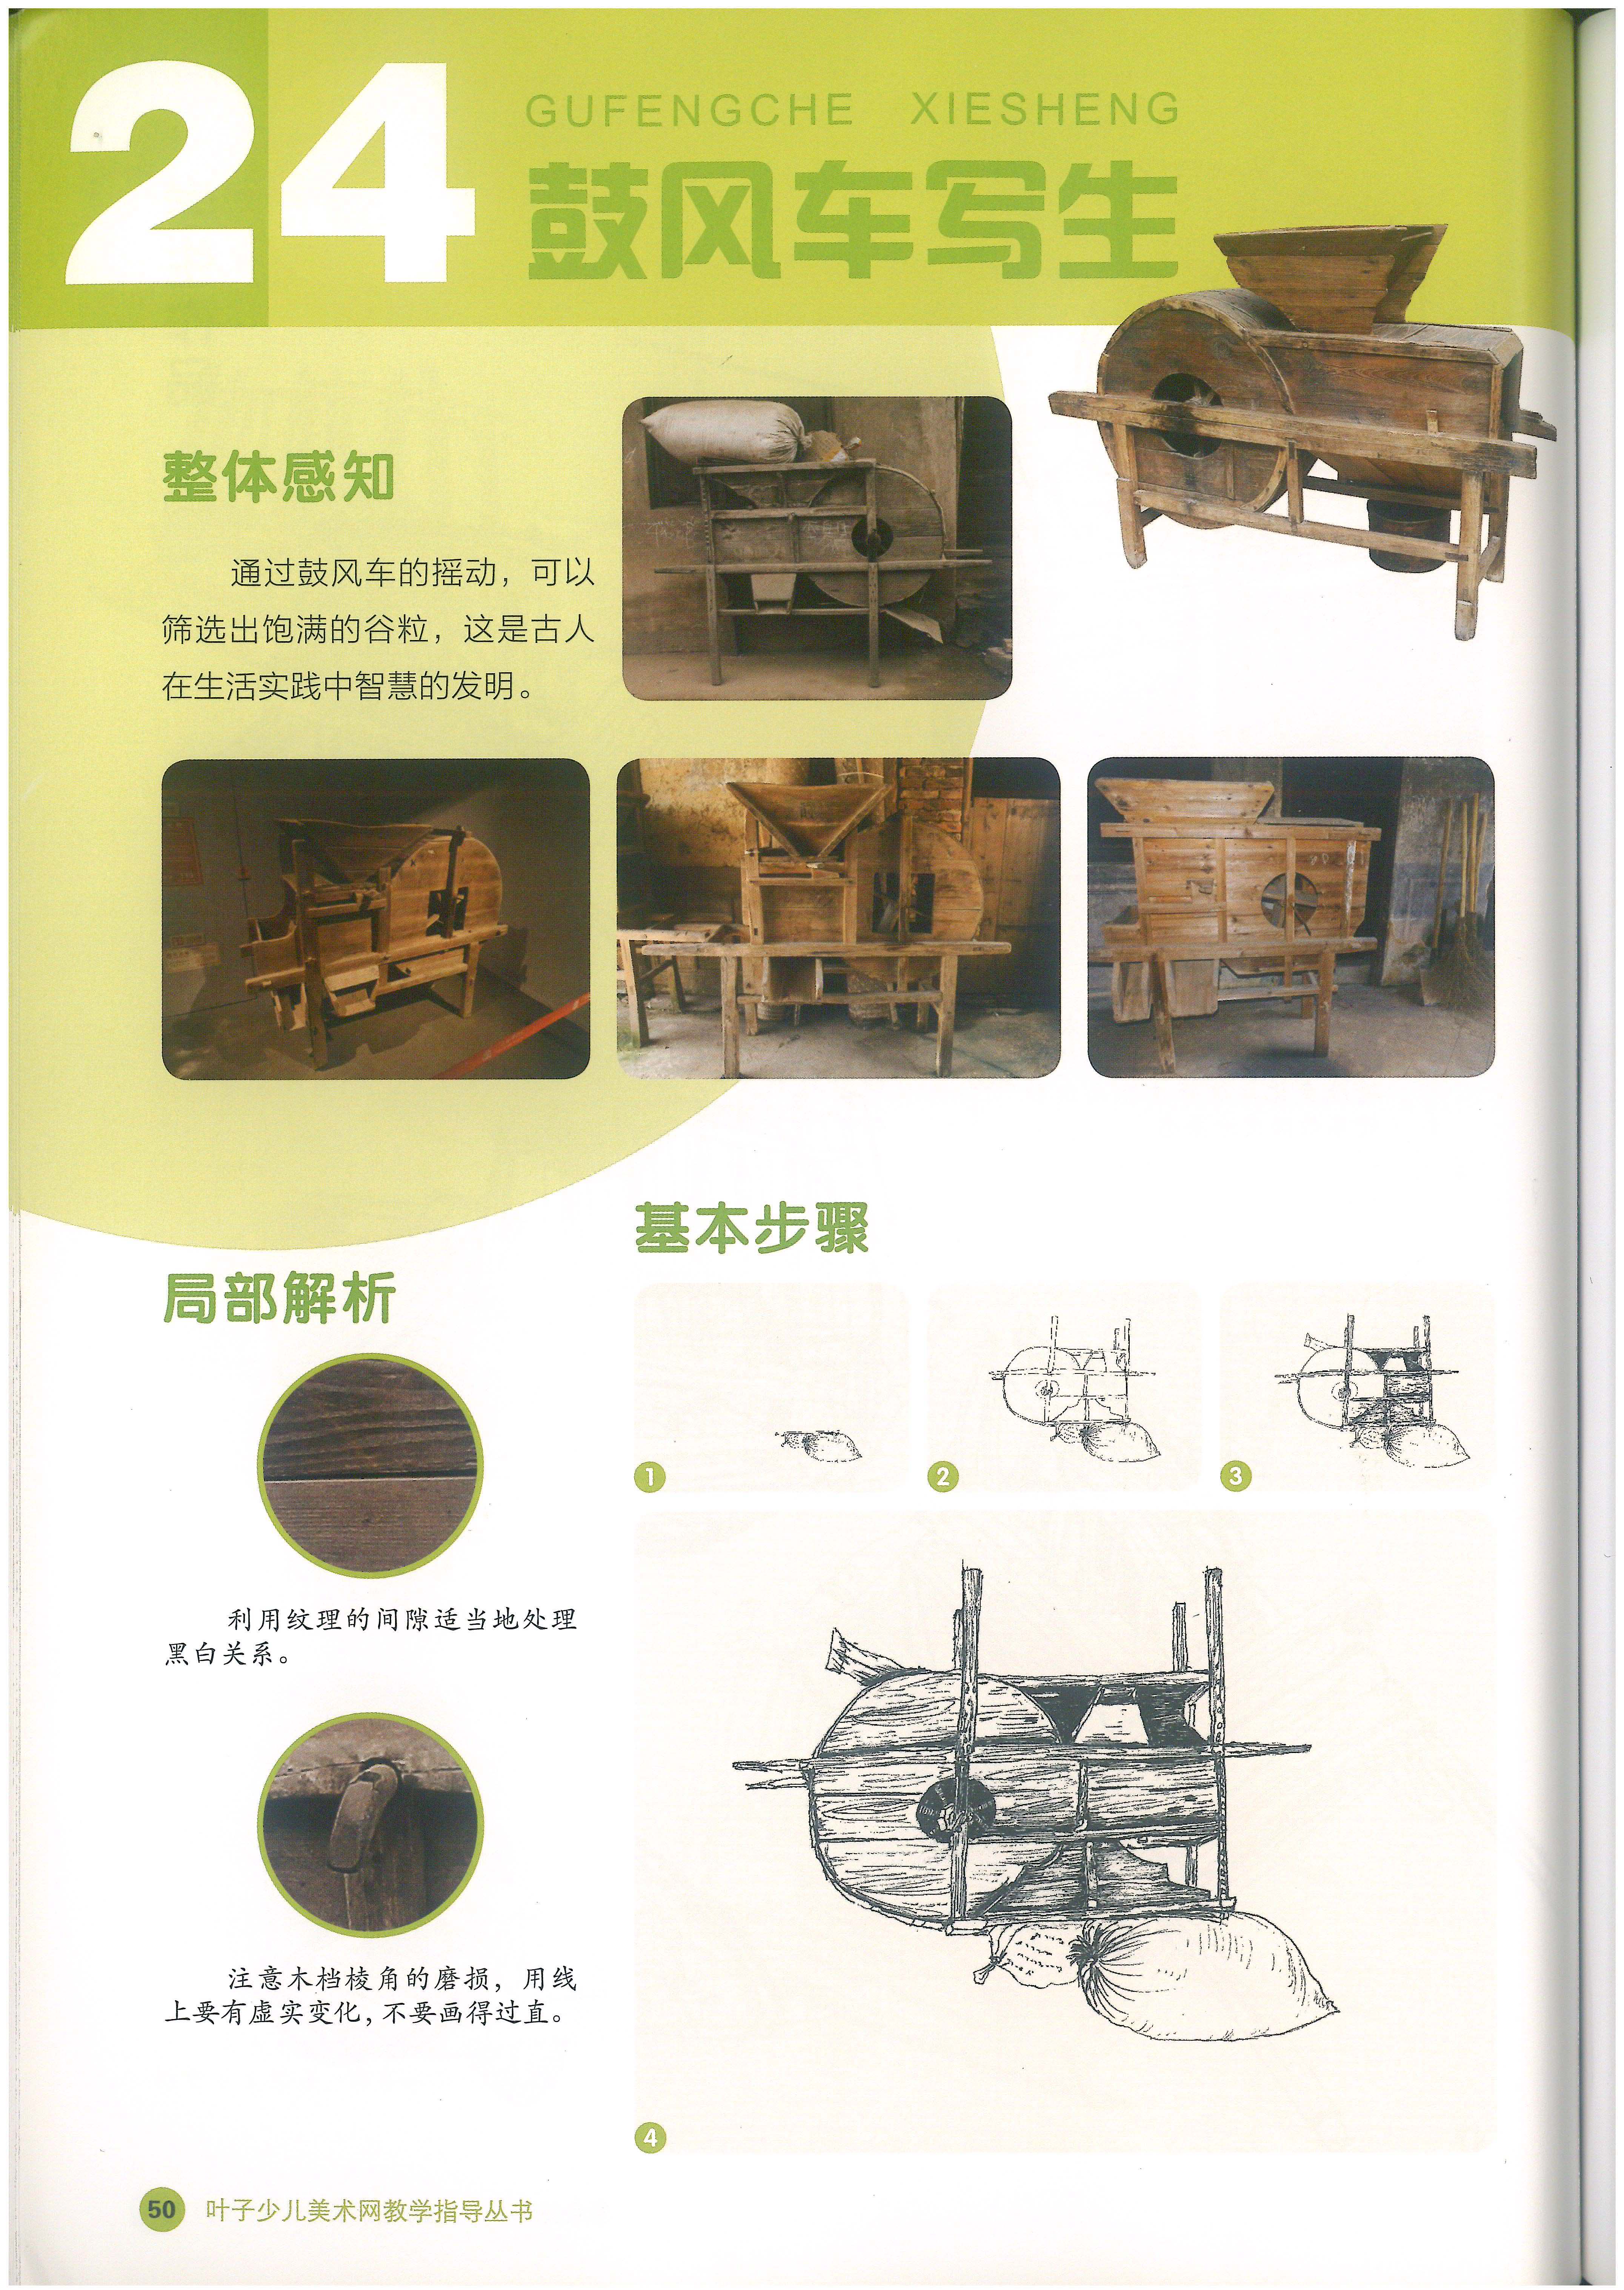 24
GUFENGCHE XIESHENG
鼓风车写生
整体感知
通过鼓风车的摇动，可以
筛选出饱满的谷粒，这是古人
在生活实践中智慧的发明。
基本步骤
局部解析
1
2
3
利用纹理的间隙适当地处理
黑白关系。
注意木档棱角的磨损，用线
上要有虚实变化，不要画得过直。
4
50 叶子少儿美术网教学指导丛书